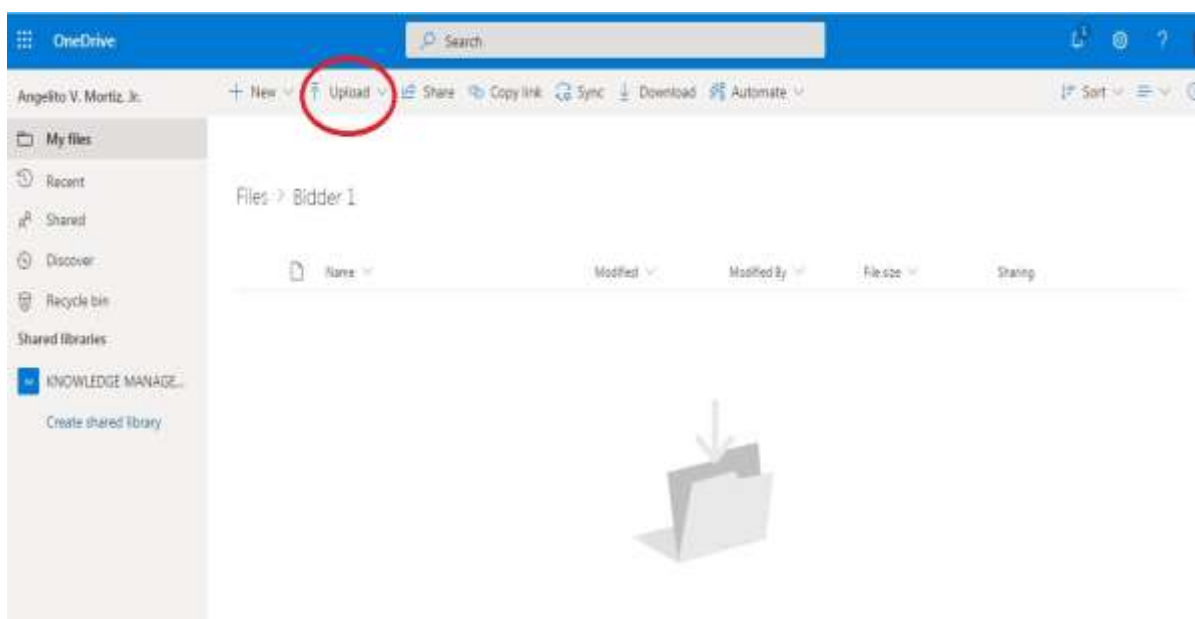 OneDrive Search 1 ?
Angelito V. Mortiz. Jr. + New Upload Share Copy link Sync Download Automate Sort
My files
Recent
Files > Bidder 1
Shared
Discover
Name Modified Modified By File size Sharing
Recycle bin
Shared libraries
KNOWLEDGE MANAGE...
Create shared library